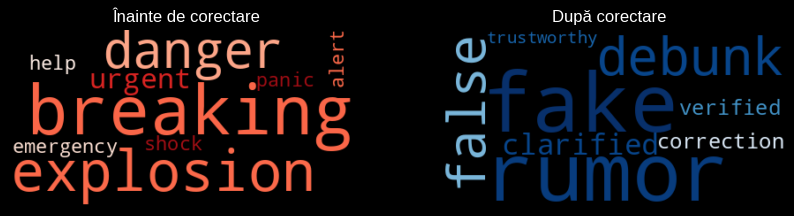 Înainte de corectare
danger
help
alert
urgent
panic
breaking
emergency
shock
explosion
După corectare
trustworthy
false
debunk
fake
verified
clarified
correction
rumor